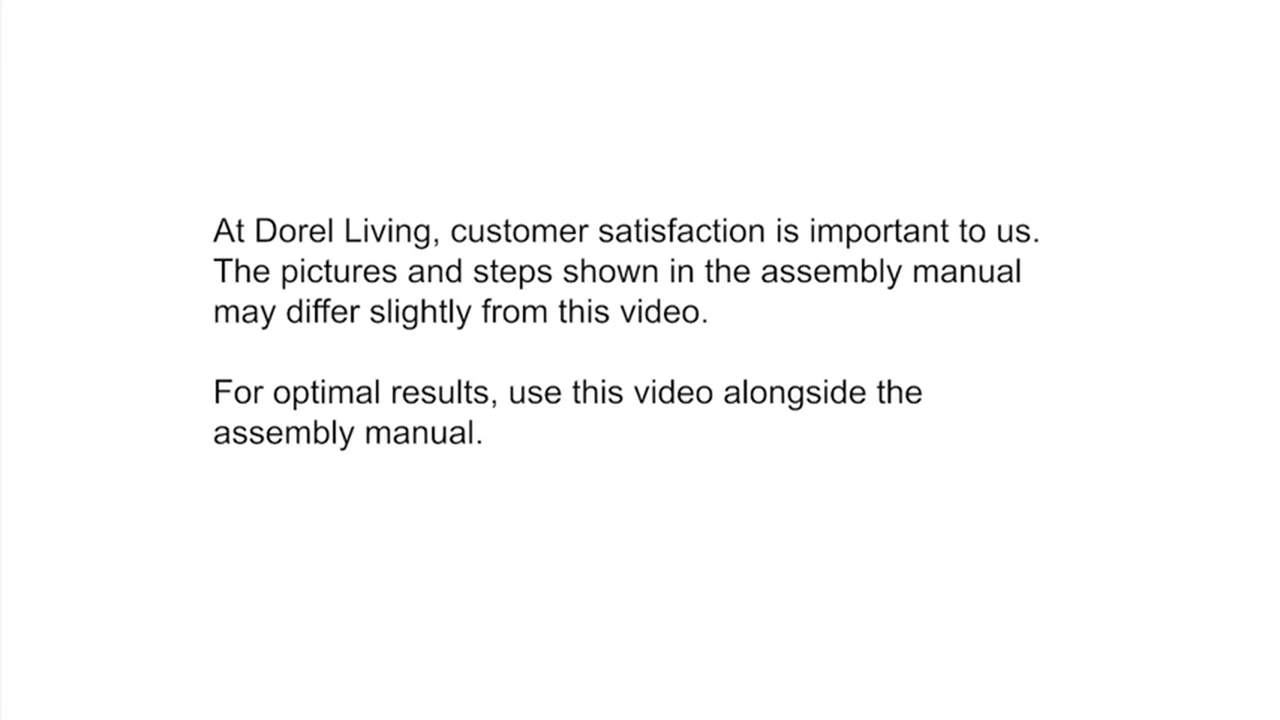 At Dorel Living, customer satisfaction is important to us.
The pictures and steps shown in the assembly manual
may differ slightly from this video.
For optimal results, use this video alongside the
assembly manual.